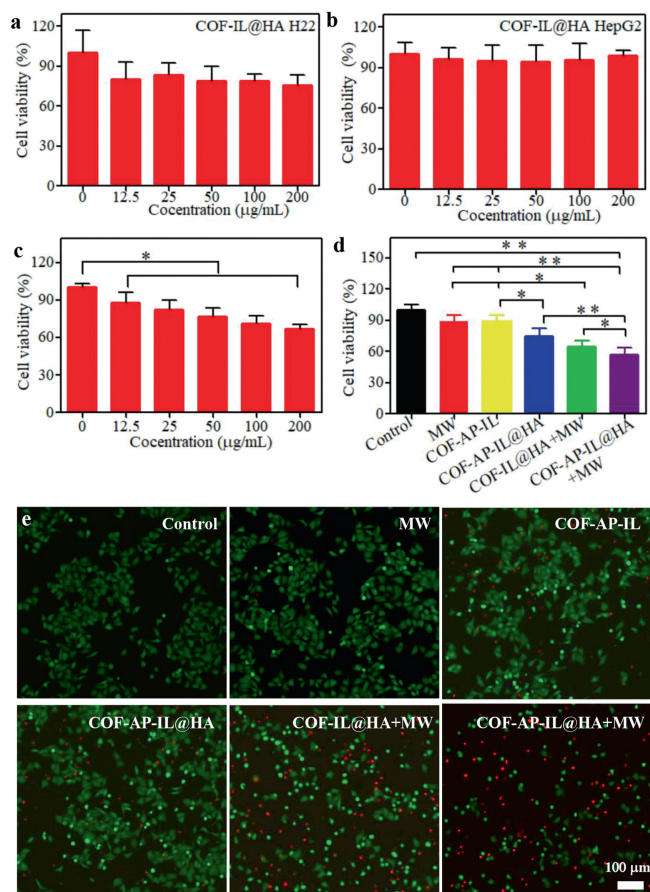 a
COF-IL@HA H22
Cell viability (%)
120
90
60
30
0
0 12.5 25 50 100 200
Cocentration (μg/mL)
b
COF-IL@HA HepG2
Cell viability (%)
120
90
60
30
0
0 12.5 25 50 100 200
Cocentration (μg/mL)
c
*
Cell viability (%)
120
90
60
30
0
0 12.5 25 50 100 200
Cocentration (μg/mL)
d
* *
* *
*
*
* *
*
Cell viability (%)
150
120
90
60
30
0
Control
MW
COF-AP-IL
COF-AP-IL@HA
COF-IL@HA+MW
COF-AP-IL@HA
+MW
e
Control
MW
COF-AP-IL
COF-AP-IL@HA
COF-IL@HA+MW
COF-AP-IL@HA+MW
100 μm